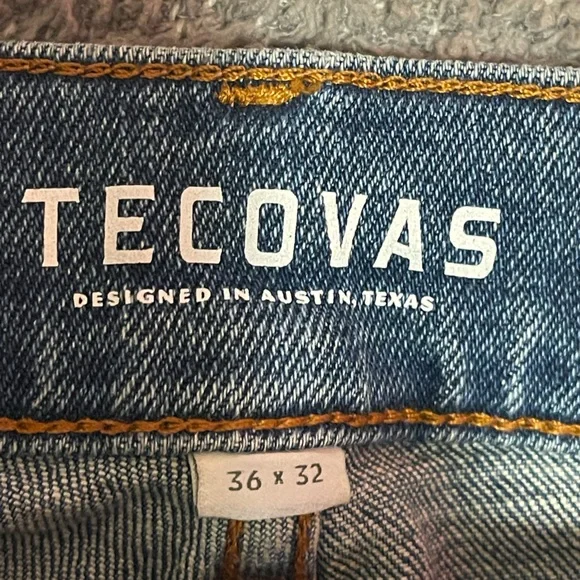 TECOVAS
DESIGNED IN AUSTIN, TEXAS
36 x 32